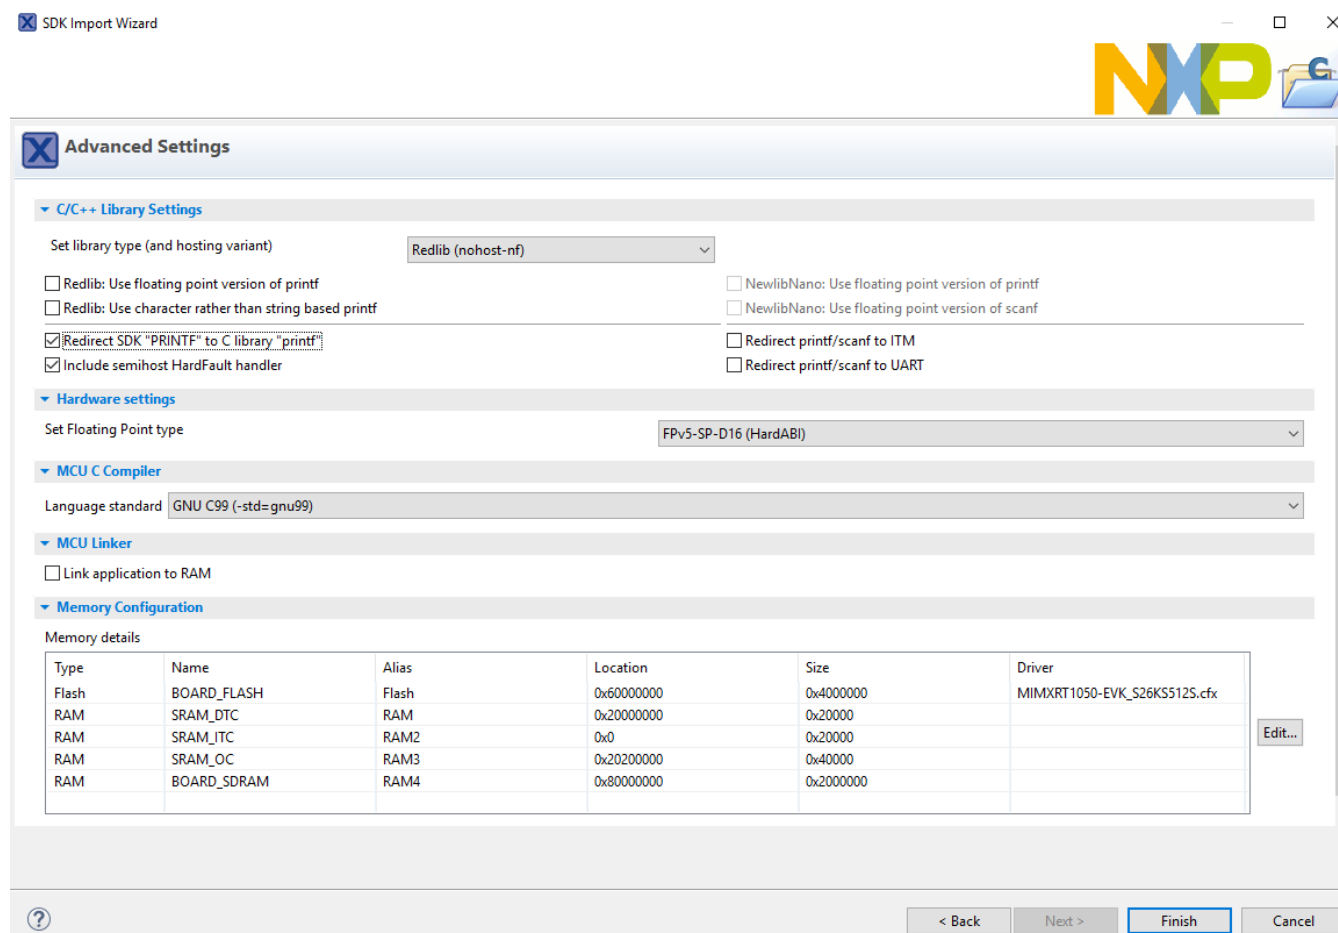 SDK Import Wizard
NXP
Advanced Settings
C/C++ Library Settings
Set library type (and hosting variant) Redlib (nohost-nf)
Redlib: Use floating point version of printf NewlibNano: Use floating point version of printf
Redlib: Use character rather than string based printf NewlibNano: Use floating point version of scanf
Redirect SDK "PRINTF" to C library "printf" Redirect printf/scanf to ITM
Include semihost HardFault handler Redirect printf/scanf to UART
Hardware settings
Set Floating Point type FPv5-SP-D16 (HardABI)
MCU C Compiler
Language standard GNU C99 (-std=gnu99)
MCU Linker
Link application to RAM
Memory Configuration
Memory details
Type Name Alias Location Size Driver
Flash BOARD_FLASH Flash 0x60000000 0x4000000 MIMXRT1050-EVK_S26KS512S.cfx
RAM SRAM_DTC RAM 0x20000000 0x20000
RAM SRAM_ITC RAM2 0x0 0x20000
Edit...
RAM SRAM_OC RAM3 0x20200000 0x40000
RAM BOARD_SDRAM RAM4 0x80000000 0x2000000
< Back Next > Finish Cancel